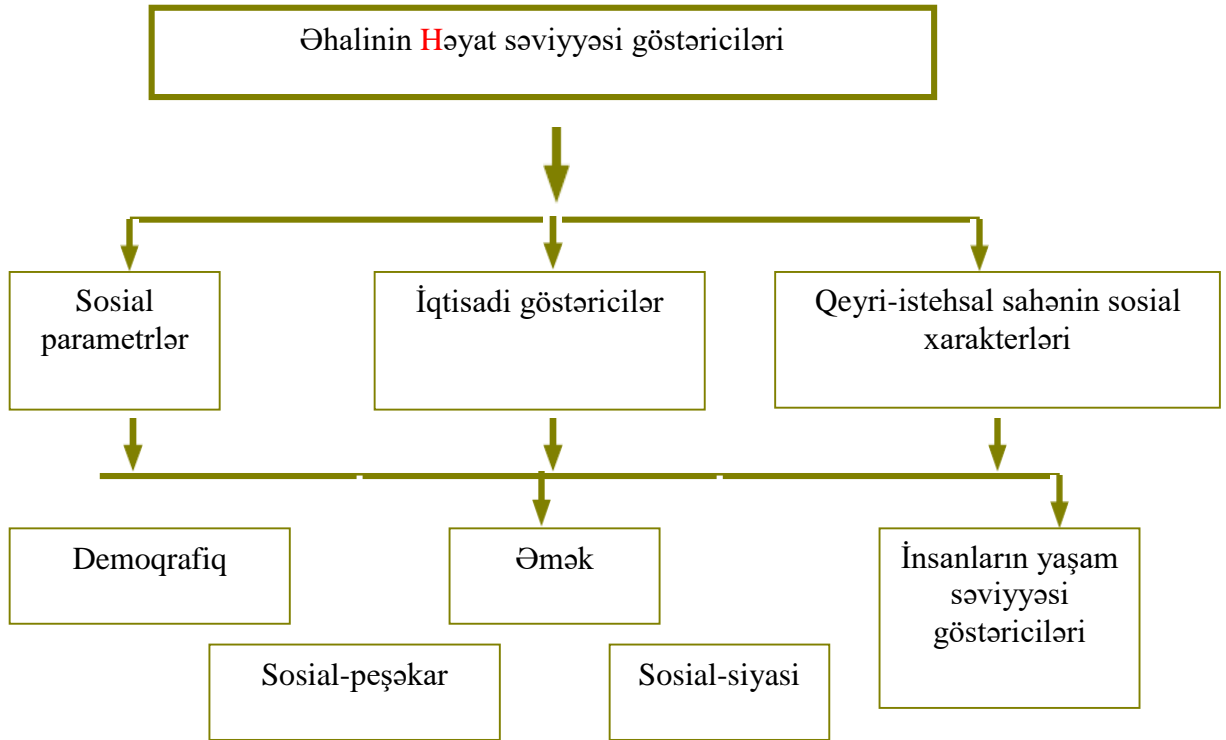 Əhalinin Həyat səviyyəsi göstəriciləri
Sosial
parametrlər
İqtisadi göstəricilər
Qeyri-istehsal sahənin sosial
xarakterləri
Demoqrafiq
Əmək
İnsanların yaşam
səviyyəsi
göstəriciləri
Sosial-peşəkar
Sosial-siyasi